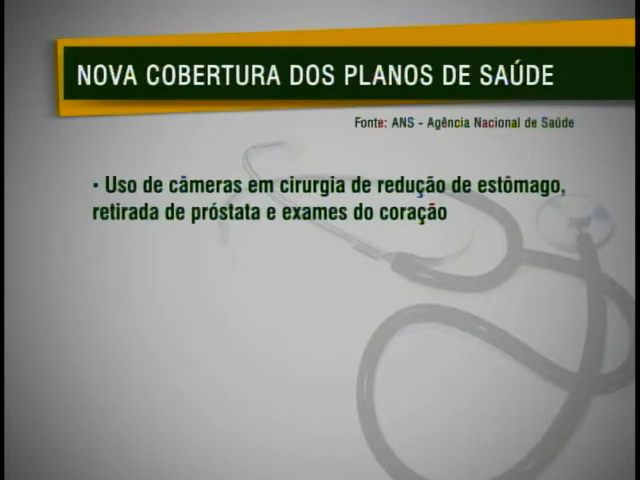 NOVA COBERTURA DOS PLANOS DE SAÚDE
Fonte: ANS - Agência Nacional de Saúde
• Uso de câmeras em cirurgia de redução de estômago,
retirada de próstata e exames do coração